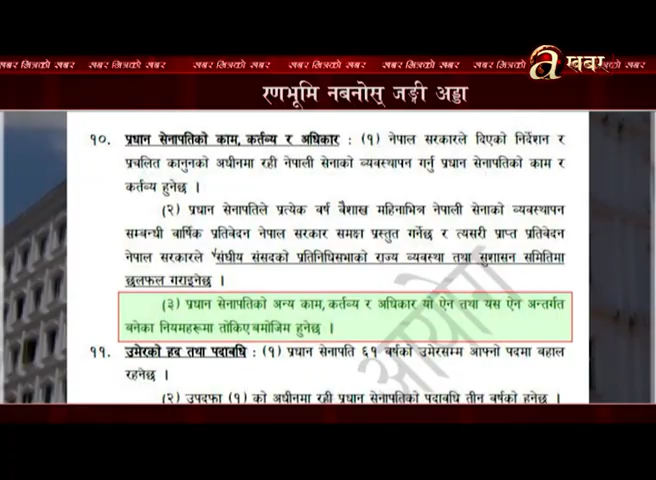 खबर भित्रको खबर खबर भित्रको खबर खबर भित्रको खबर खबर भित्रको खबर खबर
a खबर
रणभूमि नबनोस् जङ्गी अड्डा
१०. प्रधान सेनापतिको काम, कर्तव्य र अधिकार : (१) नेपाल सरकारले दिएको निर्देशन र
प्रचलित कानुनको अधीनमा रही नेपाली सेनाको व्यवस्थापन गर्नु प्रधान सेनापतिको काम र
कर्तव्य हुनेछ ।
(२) प्रधान सेनापतिले प्रत्येक वर्ष बैशाख महिनाभित्र नेपाली सेनाको व्यवस्थापन
सम्बन्धी वार्षिक प्रतिवेदन नेपाल सरकार समक्ष प्रस्तुत गर्नेछ र त्यसरी प्राप्त प्रतिवेदन
नेपाल सरकारले संघीय संसदको प्रतिनिधिसभाको राज्य व्यवस्था तथा सुशासन समितिमा
छलफल गराइनेछ ।
(३) प्रधान सेनापतिको अन्य काम, कर्तव्य र अधिकार यो ऐन तथा यस ऐन अन्तर्गत
बनेका नियमहरूमा तोकिए बमोजिम हुनेछ ।
११. उमेरको हद तथा पदावधि : (१) प्रधान सेनापति ६१ वर्षको उमेरसम्म आफ्नो पदमा बहाल
रहनेछ ।
(२) उपदफा (१) को अधीनमा रही प्रधान सेनापतिको पदावधि तीन वर्षको हुनेछ ।
आयोग